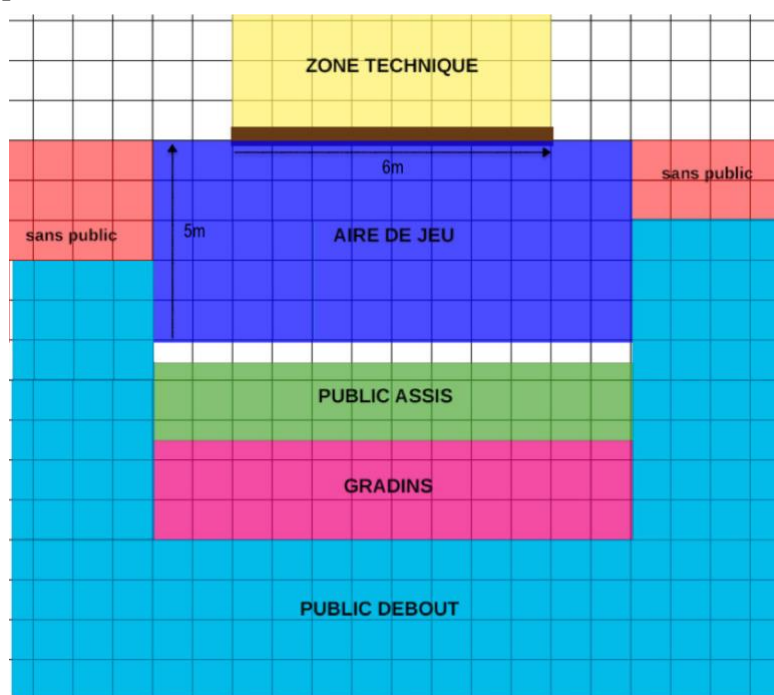 ZONE TECHNIQUE
6m
sans public
5m
AIRE DE JEU
sans public
PUBLIC ASSIS
GRADINS
PUBLIC DEBOUT